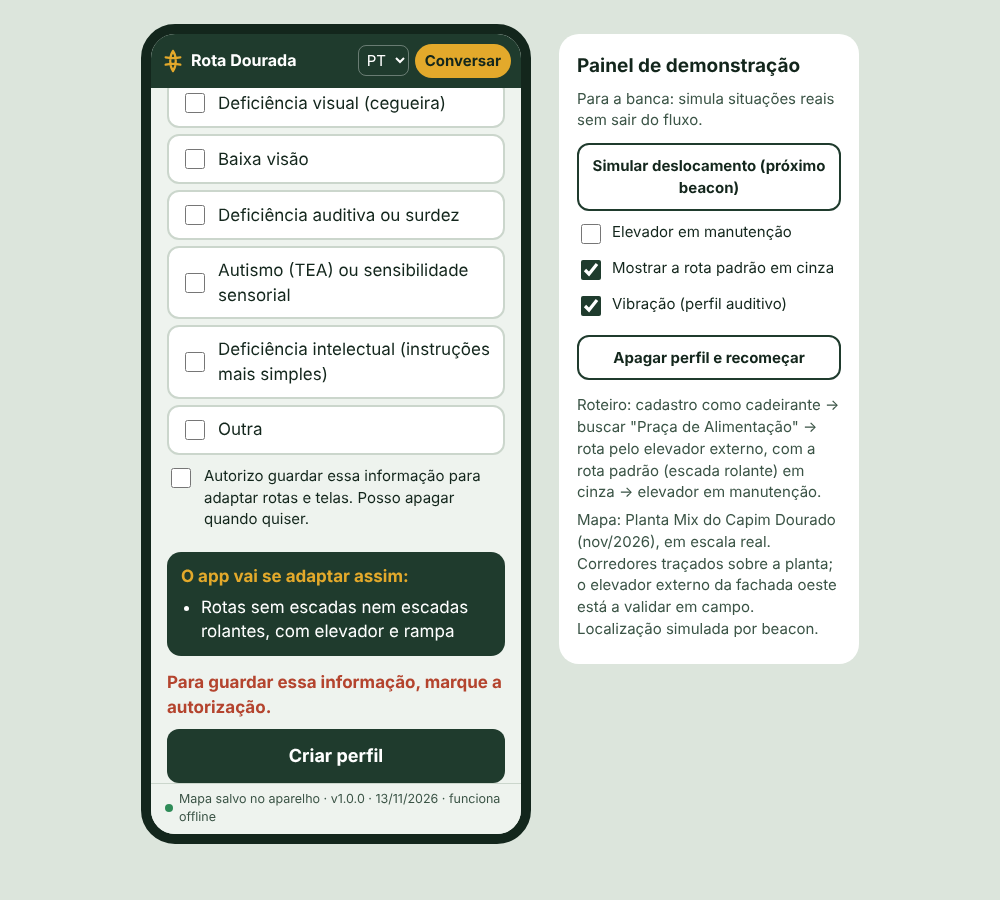 Rota Dourada
PT
Conversar
Deficiência visual (cegueira)
Baixa visão
Deficiência auditiva ou surdez
Autismo (TEA) ou sensibilidade
sensorial
Deficiência intelectual (instruções
mais simples)
Outra
Autorizo guardar essa informação para
adaptar rotas e telas. Posso apagar
quando quiser.
O app vai se adaptar assim:
• Rotas sem escadas nem escadas
rolantes, com elevador e rampa
Para guardar essa informação, marque a
autorização.
Criar perfil
Mapa salvo no aparelho · v1.0.0 · 13/11/2026 · funciona
offline
Painel de demonstração
Para a banca: simula situações reais
sem sair do fluxo.
Simular deslocamento (próximo
beacon)
Elevador em manutenção
Mostrar a rota padrão em cinza
Vibração (perfil auditivo)
Apagar perfil e recomeçar
Roteiro: cadastro como cadeirante →
buscar "Praça de Alimentação" →
rota pelo elevador externo, com a
rota padrão (escada rolante) em
cinza → elevador em manutenção.
Mapa: Planta Mix do Capim Dourado
(nov/2026), em escala real.
Corredores traçados sobre a planta;
o elevador externo da fachada oeste
está a validar em campo.
Localização simulada por beacon.